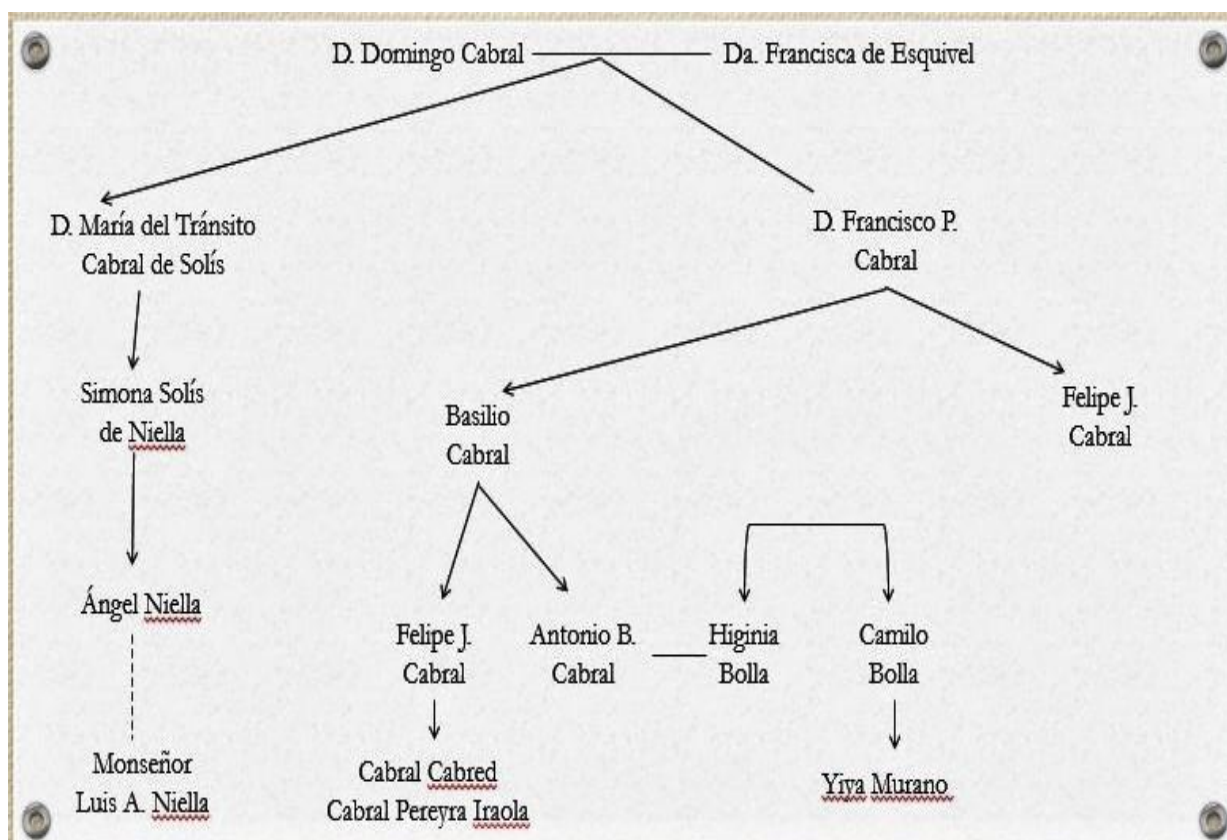 D. Domingo Cabral
Da. Francisca de Esquivel
D. María del Tránsito
Cabral de Solís
D. Francisco P.
Cabral
Simona Solís
de Niella
Basilio
Cabral
Felipe J.
Cabral
Ángel Niella
Felipe J.
Cabral
Antonio B.
Cabral
Higinia
Bolla
Camilo
Bolla
Monseñor
Luis A. Niella
Cabral Cabred
Cabral Pereyra Iraola
Yiya Murano